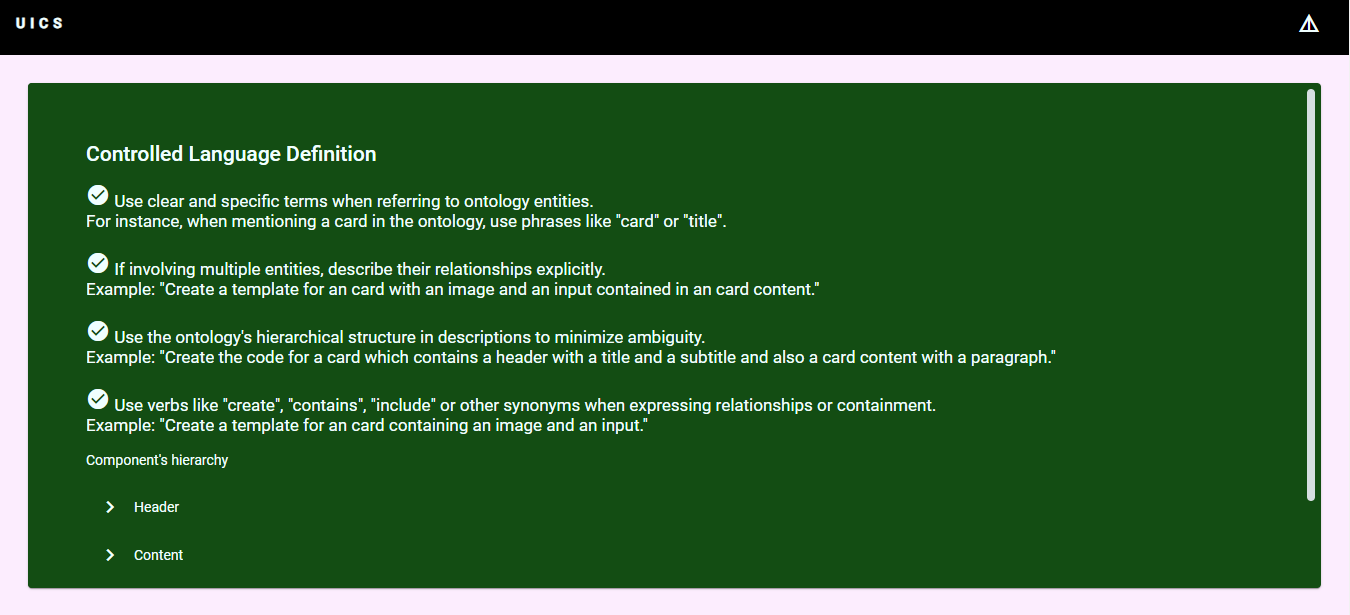 UICS
Controlled Language Definition
Use clear and specific terms when referring to ontology entities.
For instance, when mentioning a card in the ontology, use phrases like "card" or "title".
If involving multiple entities, describe their relationships explicitly.
Example: "Create a template for an card with an image and an input contained in an card content."
Use the ontology's hierarchical structure in descriptions to minimize ambiguity.
Example: "Create the code for a card which contains a header with a title and a subtitle and also a card content with a paragraph."
Use verbs like "create", "contains", "include" or other synonyms when expressing relationships or containment.
Example: "Create a template for an card containing an image and an input."
Component's hierarchy
Header
Content